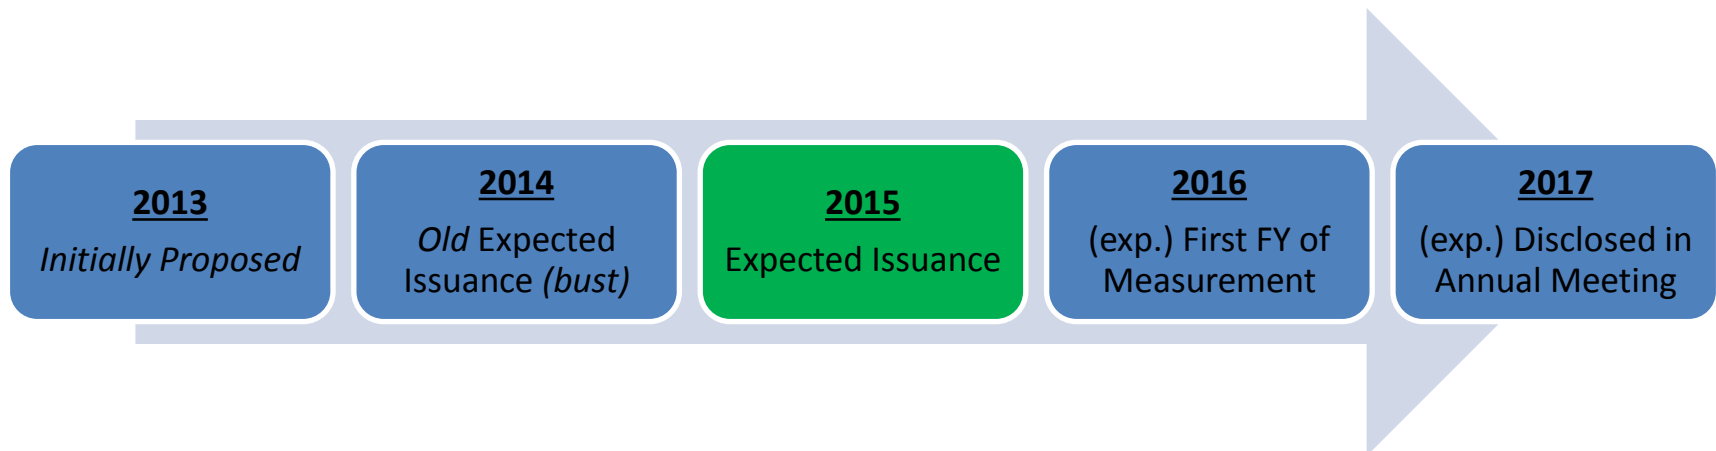 2013
Initially Proposed
2014
Old Expected
Issuance (bust)
2015
Expected Issuance
2016
(exp.) First FY of
Measurement
2017
(exp.) Disclosed in
Annual Meeting